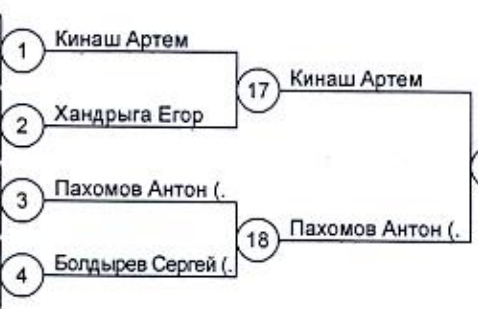 1 Кинаш Артем
17 Кинаш Артем
2 Хандрыга Егор
3 Пахомов Антон (.
18 Пахомов Антон (.
4 Болдырев Сергей (.